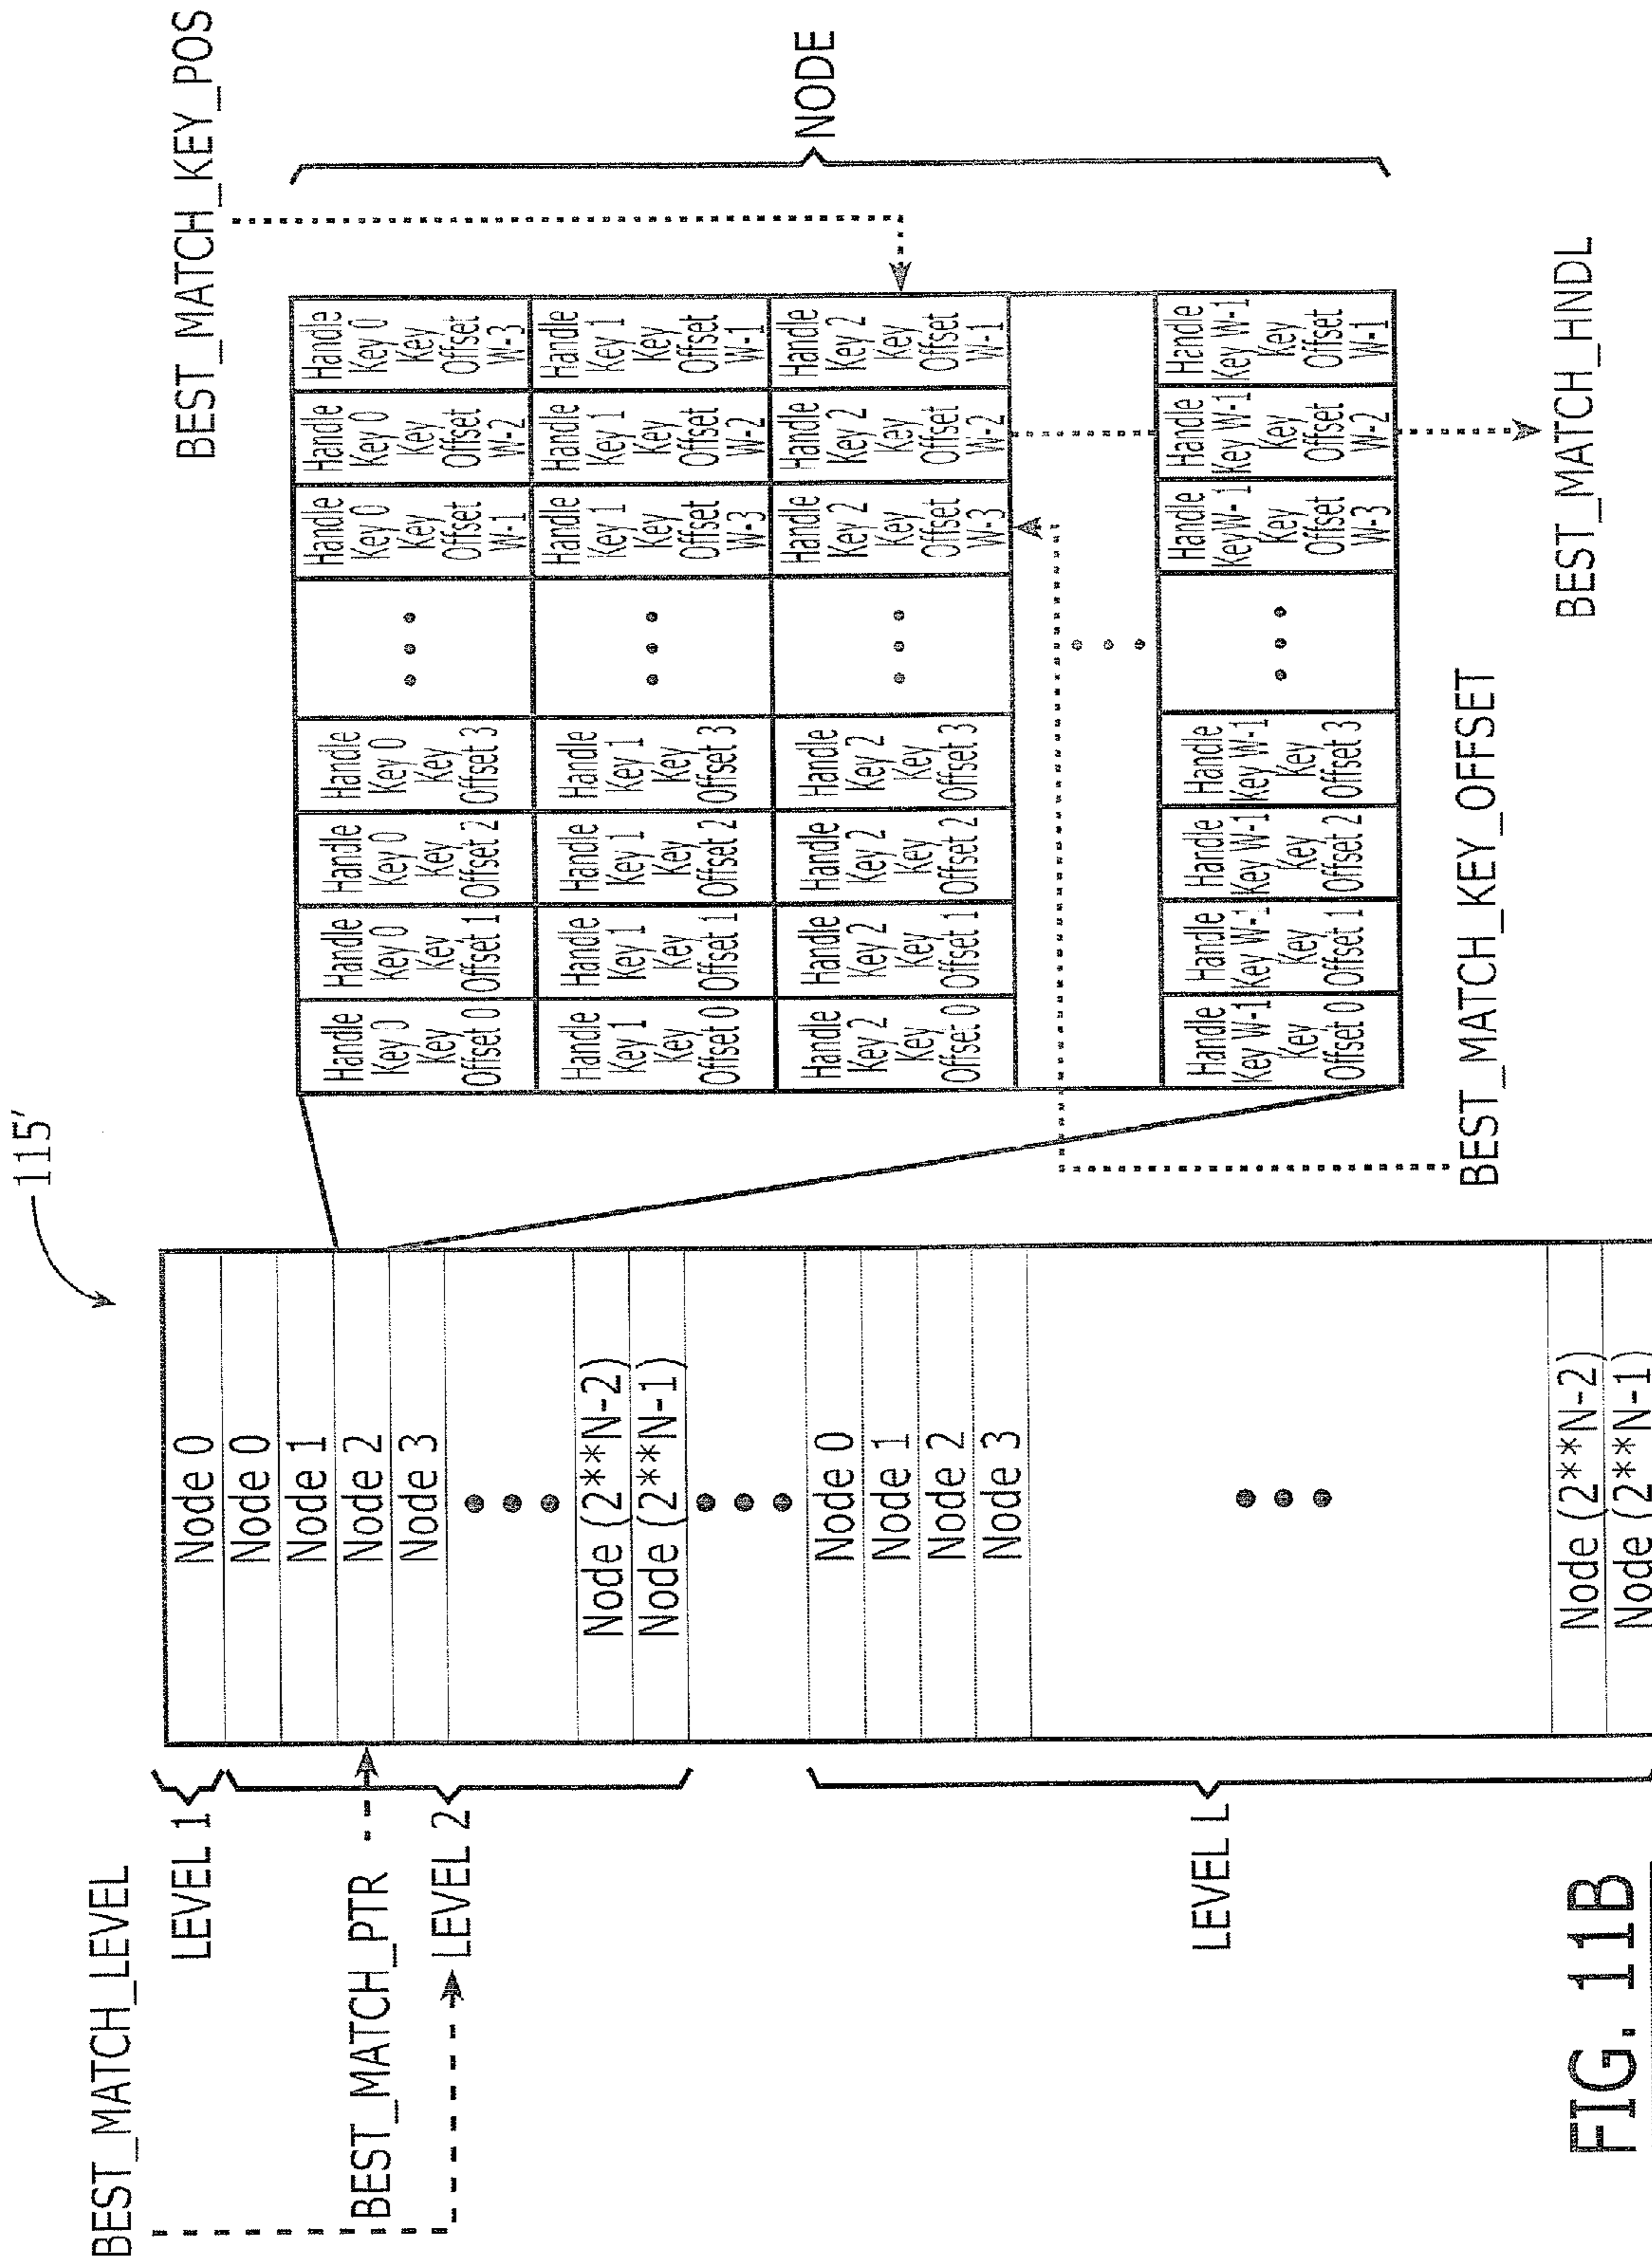 115'
BEST_MATCH_LEVEL
LEVEL 1
BEST_MATCH_PTR
LEVEL 2
LEVEL L
Node 0
Node 0
Node 1
Node 2
Node 3
Node (2**N-2)
Node (2**N-1)
Node 0
Node 1
Node 2
Node 3
Node (2**N-2)
Node (2**N-1)
BEST_MATCH_KEY_POS
Handle
Key 0
Key
Offset 0
Handle
Key 0
Key
Offset 1
Handle
Key 0
Key
Offset 2
Handle
Key 0
Key
Offset 3
Handle
Key 0
Key
Offset
W-1
Handle
Key 0
Key
Offset
W-2
Handle
Key 0
Key
Offset
W-3
Handle
Key 1
Key
Offset 0
Handle
Key 1
Key
Offset 1
Handle
Key 1
Key
Offset 2
Handle
Key 1
Key
Offset 3
Handle
Key 1
Key
Offset
W-3
Handle
Key 1
Key
Offset
W-2
Handle
Key 1
Key
Offset
W-1
Handle
Key 2
Key
Offset 0
Handle
Key 2
Key
Offset 1
Handle
Key 2
Key
Offset 2
Handle
Key 2
Key
Offset 3
Handle
Key 2
Key
Offset
W-3
Handle
Key 2
Key
Offset
W-2
Handle
Key 2
Key
Offset
W-1
Handle
Key W-1
Key
Offset 0
Handle
Key W-1
Key
Offset 1
Handle
Key W-1
Key
Offset 2
Handle
Key W-1
Key
Offset 3
Handle
KeyW-1
Key
Offset
W-3
Handle
Key W-1
Key
Offset
W-2
Handle
Key W-1
Key
Offset
W-1
NODE
BEST_MATCH_KEY_OFFSET
BEST_MATCH_HNDL
FIG. 11B